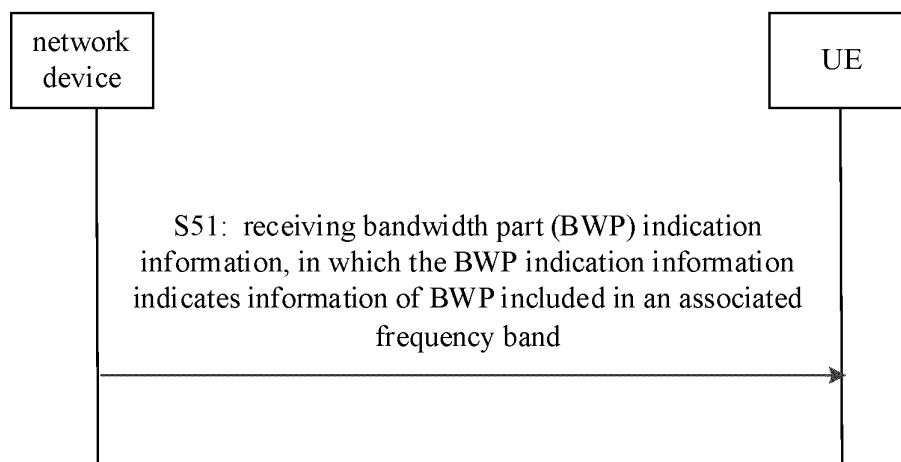 network
device
UE
S51: receiving bandwidth part (BWP) indication
information, in which the BWP indication information
indicates information of BWP included in an associated
frequency band